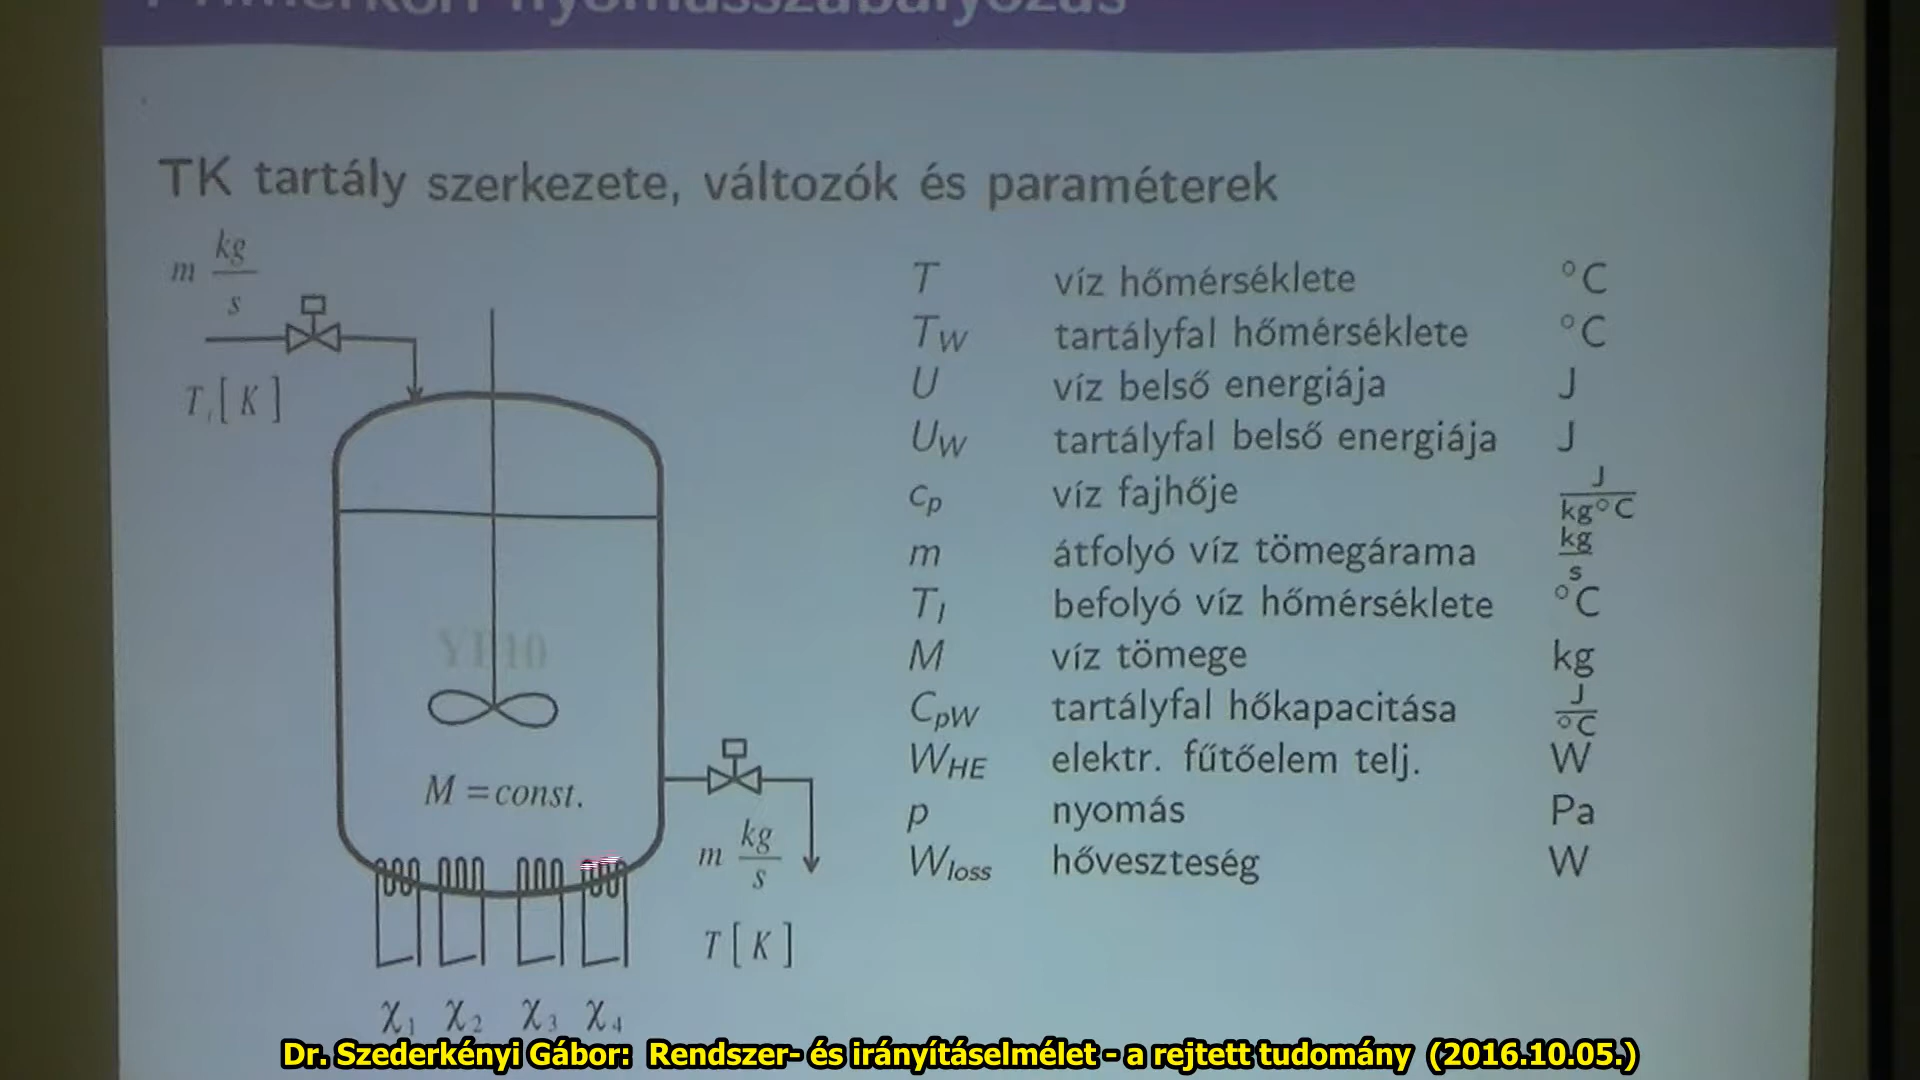 Primerköri nyomásszabályozás
TK tartály szerkezete, változók és paraméterek
m kg/s
T_I [K]
YP10
M = const.
m kg/s
T [K]
χ1 χ2 χ3 χ4
T víz hőmérséklete °C
T_W tartályfal hőmérséklete °C
U víz belső energiája J
U_W tartályfal belső energiája J
c_p víz fajhője J/kg°C
m átfolyó víz tömegárama kg/s
T_I befolyó víz hőmérséklete °C
M víz tömege kg
C_pW tartályfal hőkapacitása J/°C
W_HE elektr. fűtőelem telj. W
p nyomás Pa
W_loss hőveszteség W
Dr. Szederkényi Gábor: Rendszer- és irányításelmélet - a rejtett tudomány (2016.10.05.)